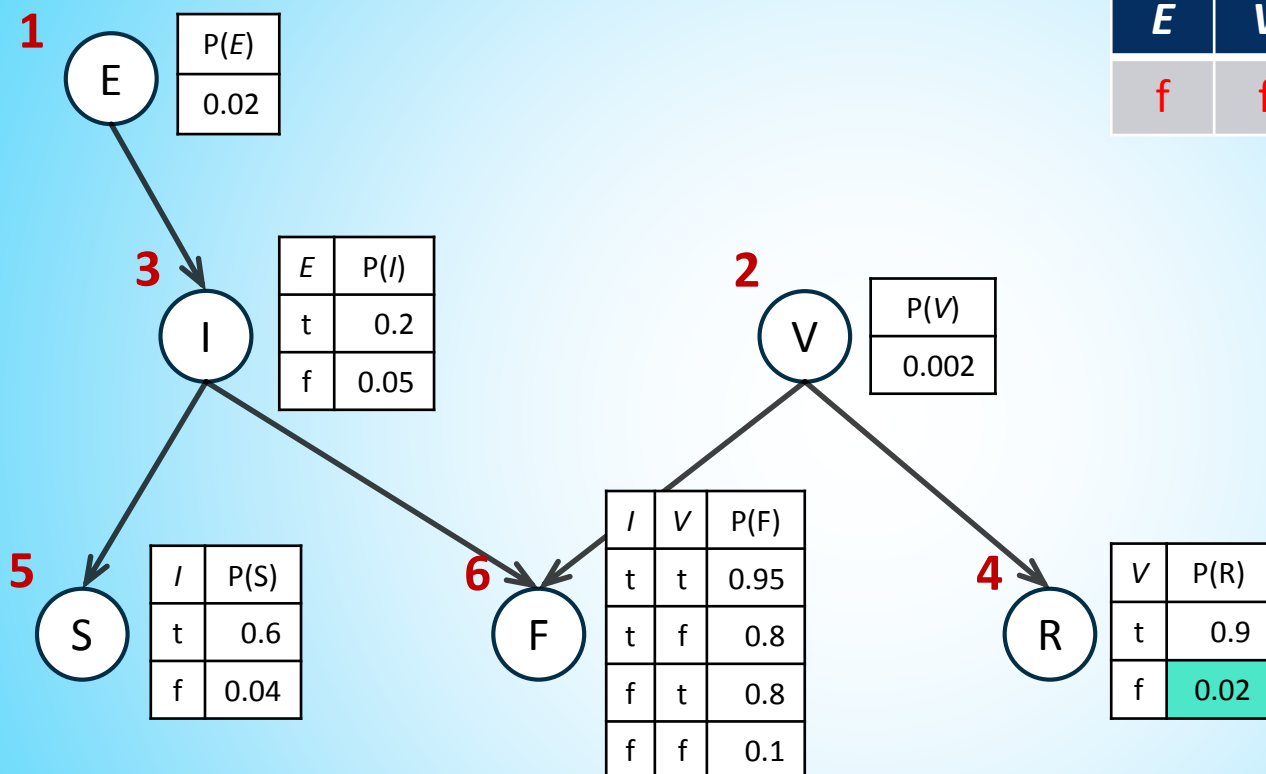 1
E
P(E)
0.02
E
f f
3
I
E P(I)
t 0.2
f 0.05
2
V
P(V)
0.002
5
S
I P(S)
t 0.6
f 0.04
6
F
I V P(F)
t t 0.95
t f 0.8
f t 0.8
f f 0.1
4
R
V P(R)
t 0.9
f 0.02